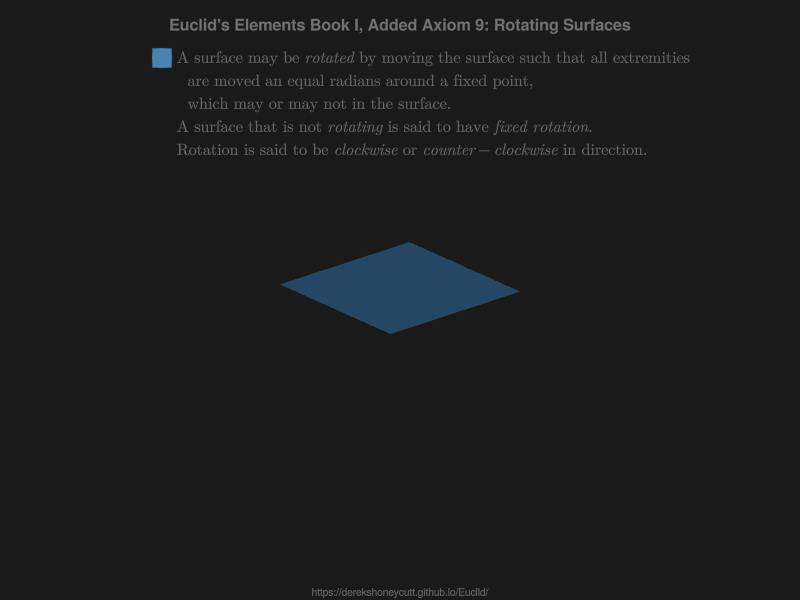 Euclid's Elements Book I, Added Axiom 9: Rotating Surfaces
A surface may be rotated by moving the surface such that all extremities
are moved an equal radians around a fixed point,
which may or may not in the surface.
A surface that is not rotating is said to have fixed rotation.
Rotation is said to be clockwise or counter−clockwise in direction.
https://derekshoneycutt.github.io/Euclid/